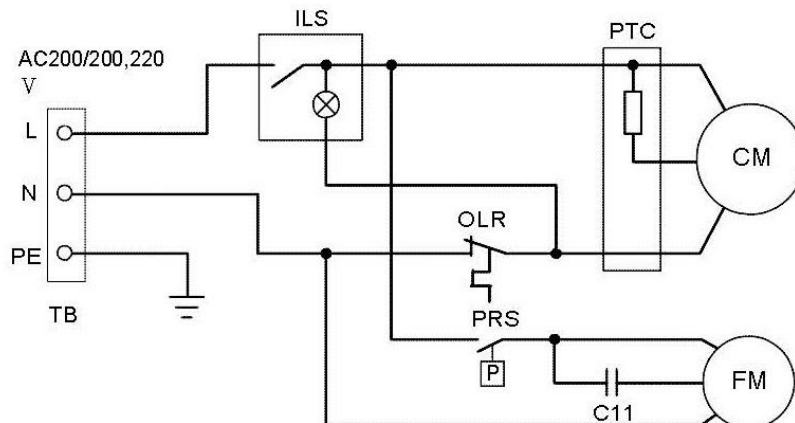 ILS
PTC
AC200/200,220
V
L
CM
N
OLR
PE
PRS
TB
P
FM
C11